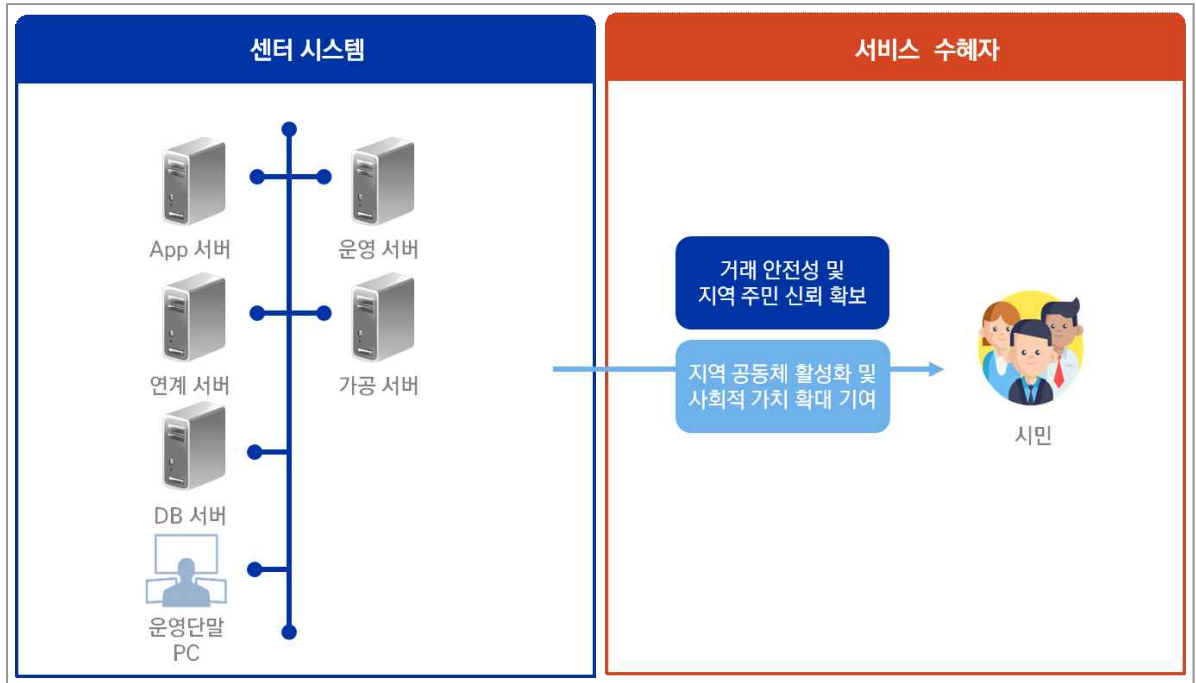 센터 시스템
서비스 수혜자
App 서버
운영 서버
연계 서버
가공 서버
DB 서버
운영단말
PC
거래 안전성 및
지역 주민 신뢰 확보
지역 공동체 활성화 및
사회적 가치 확대 기여
시민